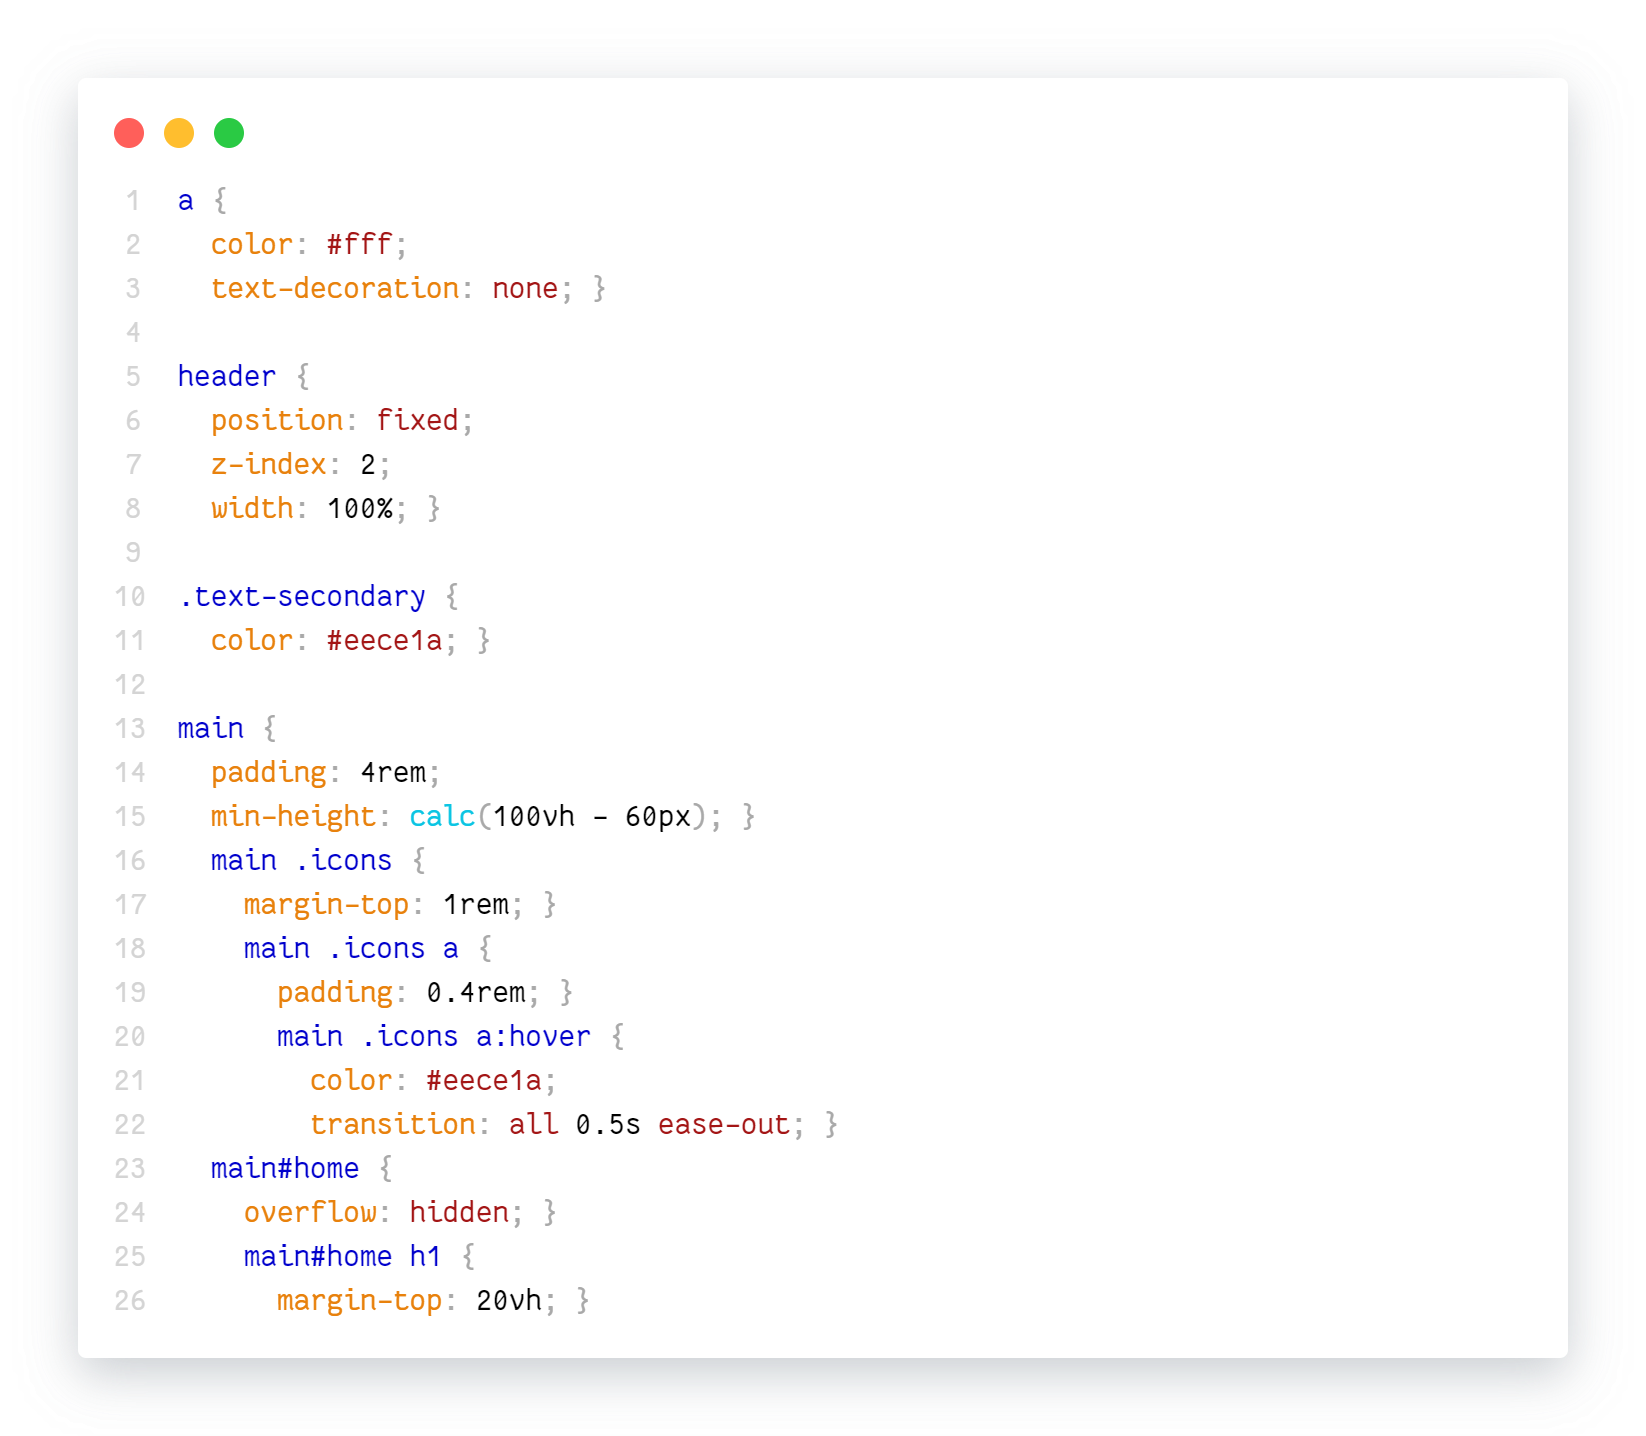 1 a {
2   color: #fff;
3   text-decoration: none; }
4
5 header {
6   position: fixed;
7   z-index: 2;
8   width: 100%; }
9
10 .text-secondary {
11   color: #eece1a; }
12
13 main {
14   padding: 4rem;
15   min-height: calc(100vh - 60px); }
16   main .icons {
17     margin-top: 1rem; }
18     main .icons a {
19       padding: 0.4rem; }
20       main .icons a:hover {
21         color: #eece1a;
22         transition: all 0.5s ease-out; }
23   main#home {
24     overflow: hidden; }
25     main#home h1 {
26       margin-top: 20vh; }